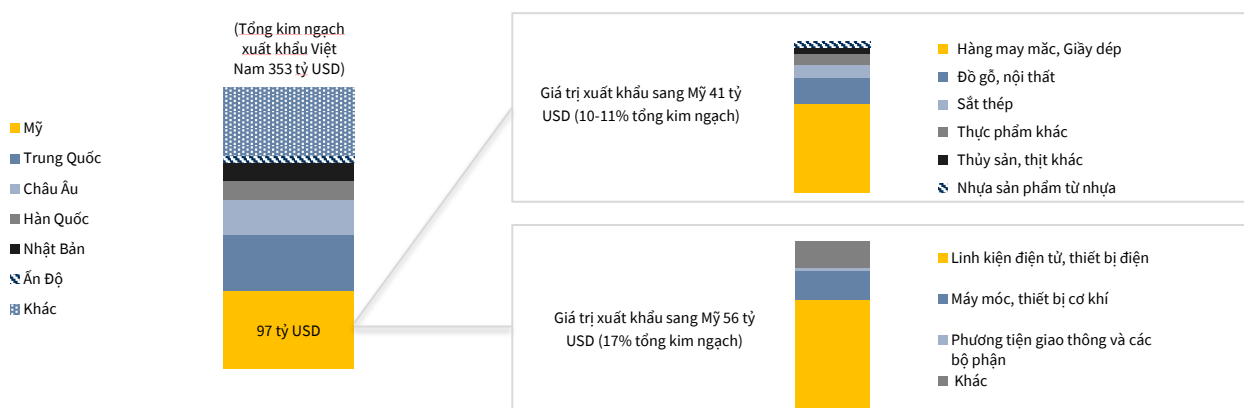 (Tổng kim ngạch
xuất khẩu Việt
Nam 353 tỷ USD)
Mỹ
Trung Quốc
Châu Âu
Hàn Quốc
Nhật Bản
Ấn Độ
Khác
97 tỷ USD
Giá trị xuất khẩu sang Mỹ 41 tỷ
USD (10-11% tổng kim ngạch)
Hàng may măc, Giầy dép
Đồ gỗ, nội thất
Sắt thép
Thực phẩm khác
Thủy sản, thịt khác
Nhựa sản phẩm từ nhựa
Giá trị xuất khẩu sang Mỹ 56 tỷ
USD (17% tổng kim ngạch)
Linh kiện điện tử, thiết bị điện
Máy móc, thiết bị cơ khí
Phương tiện giao thông và các
bộ phận
Khác